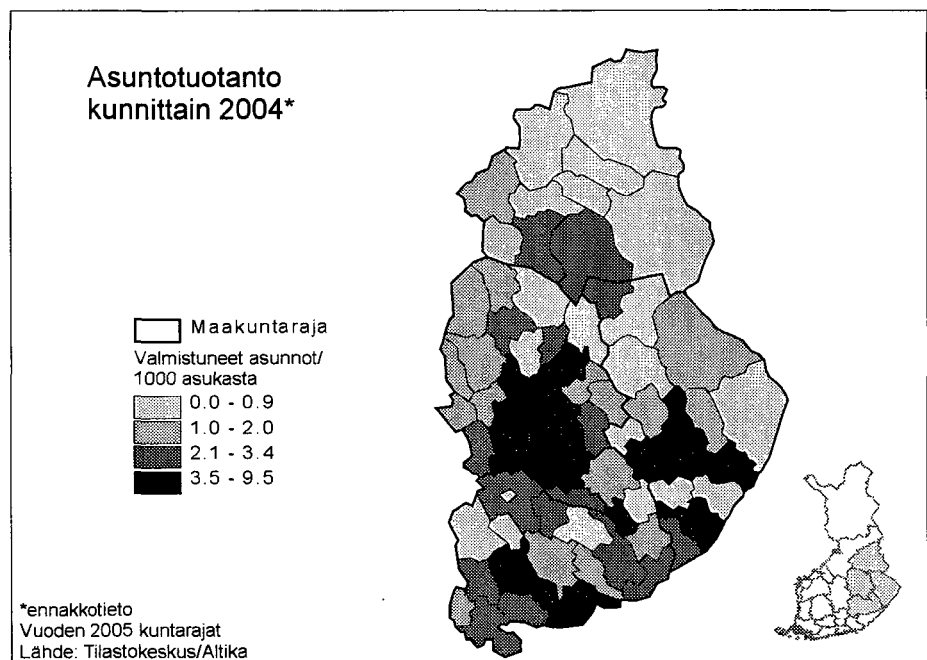 Asuntotuotanto
kunnittain 2004*
Maakuntaraja
Valmistuneet asunnot/
1000 asukasta
0.0 - 0.9
1.0 - 2.0
2.1 - 3.4
3.5 - 9.5
*ennakkotieto
Vuoden 2005 kuntarajat
Lähde: Tilastokeskus/Altika